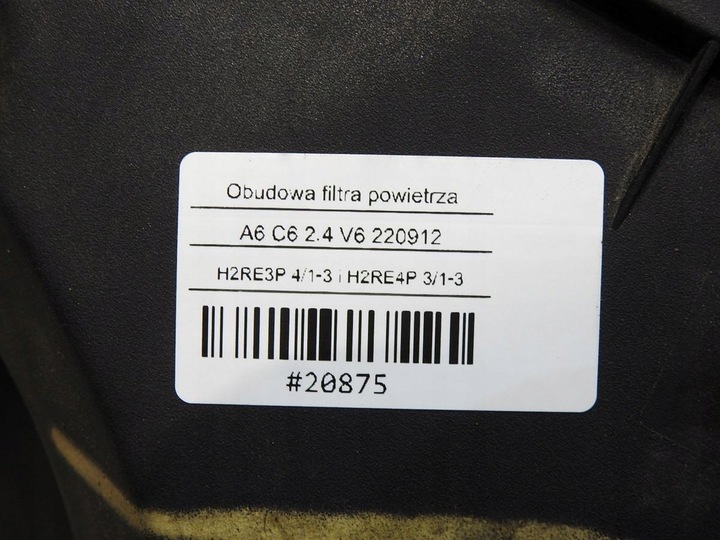 Obudowa filtra powietrza
A6 C6 2.4 V6 220912
H2RE3P 4/1-3 i H2RE4P 3/1-3
#20875